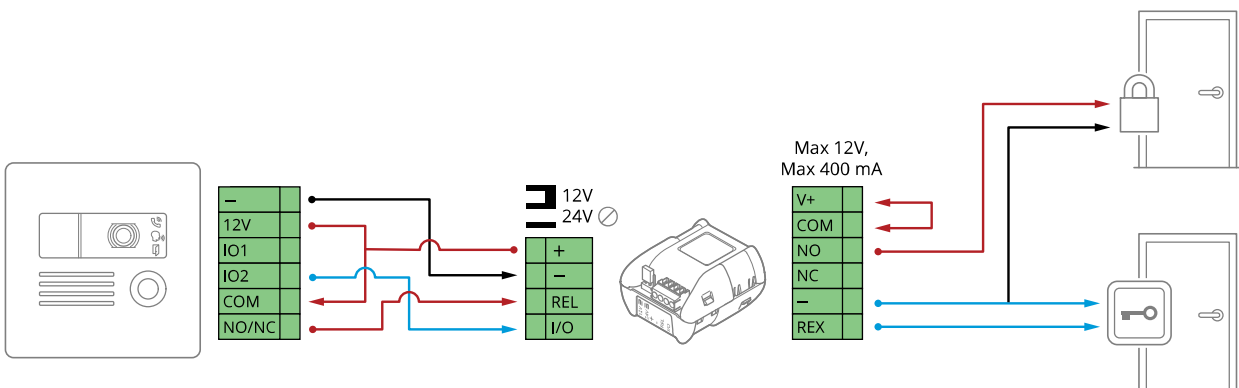 Max 12V,
Max 400 mA
12V
24V
–
12V
IO1
IO2
COM
NO/NC
+
–
REL
I/O
V+
COM
NO
NC
–
REX